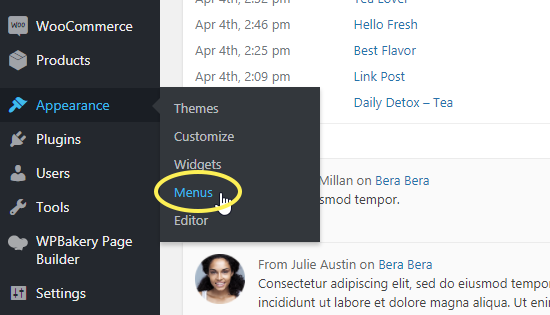 WooCommerce
Products
Appearance
Plugins
Users
Tools
WPBakery Page
Builder
Settings
Themes
Customize
Widgets
Menus
Editor
Apr 4th, 2:46 pm Hello Fresh
Apr 4th, 2:25 pm Best Flavor
Apr 4th, 2:09 pm Link Post
Daily Detox – Tea
Millan on Bera Bera
usmod tempor.
From Julie Austin on Bera Bera
Consectetur adipiscing elit, sed do eiusmod tempo
incididunt ut labore et dolore magna aliqua. Ut eni